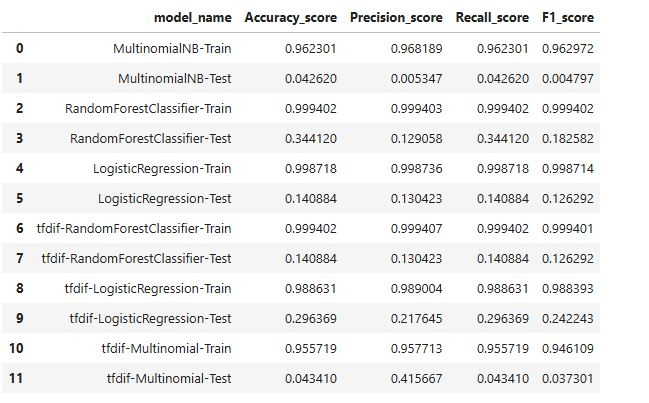 model_name Accuracy_score Precision_score Recall_score F1_score
0 MultinomialNB-Train 0.962301 0.968189 0.962301 0.962972
1 MultinomialNB-Test 0.042620 0.005347 0.042620 0.004797
2 RandomForestClassifier-Train 0.999402 0.999403 0.999402 0.999402
3 RandomForestClassifier-Test 0.344120 0.129058 0.344120 0.182582
4 LogisticRegression-Train 0.998718 0.998736 0.998718 0.998714
5 LogisticRegression-Test 0.140884 0.130423 0.140884 0.126292
6 tfdif-RandomForestClassifier-Train 0.999402 0.999407 0.999402 0.999401
7 tfdif-RandomForestClassifier-Test 0.140884 0.130423 0.140884 0.126292
8 tfdif-LogisticRegression-Train 0.988631 0.989004 0.988631 0.988393
9 tfdif-LogisticRegression-Test 0.296369 0.217645 0.296369 0.242243
10 tfdif-Multinomial-Train 0.955719 0.957713 0.955719 0.946109
11 tfdif-Multinomial-Test 0.043410 0.415667 0.043410 0.037301